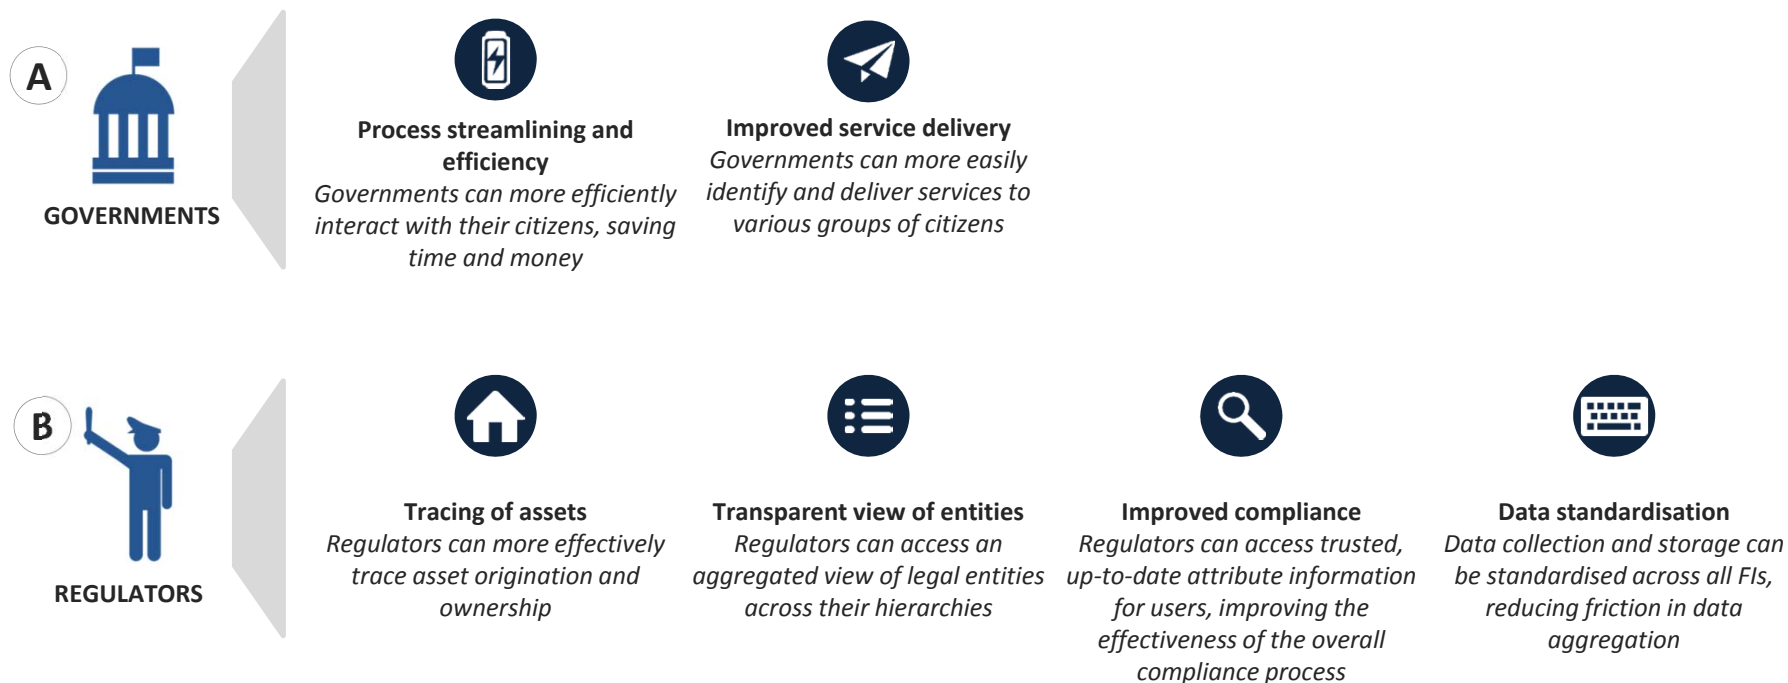 A
GOVERNMENTS
Process streamlining and
efficiency
Governments can more efficiently
interact with their citizens, saving
time and money
Improved service delivery
Governments can more easily
identify and deliver services to
various groups of citizens
B
REGULATORS
Tracing of assets
Regulators can more effectively
trace asset origination and
ownership
Transparent view of entities
Regulators can access an
aggregated view of legal entities
across their hierarchies
Improved compliance
Regulators can access trusted,
up-to-date attribute information
for users, improving the
effectiveness of the overall
compliance process
Data standardisation
Data collection and storage can
be standardised across all FIs,
reducing friction in data
aggregation